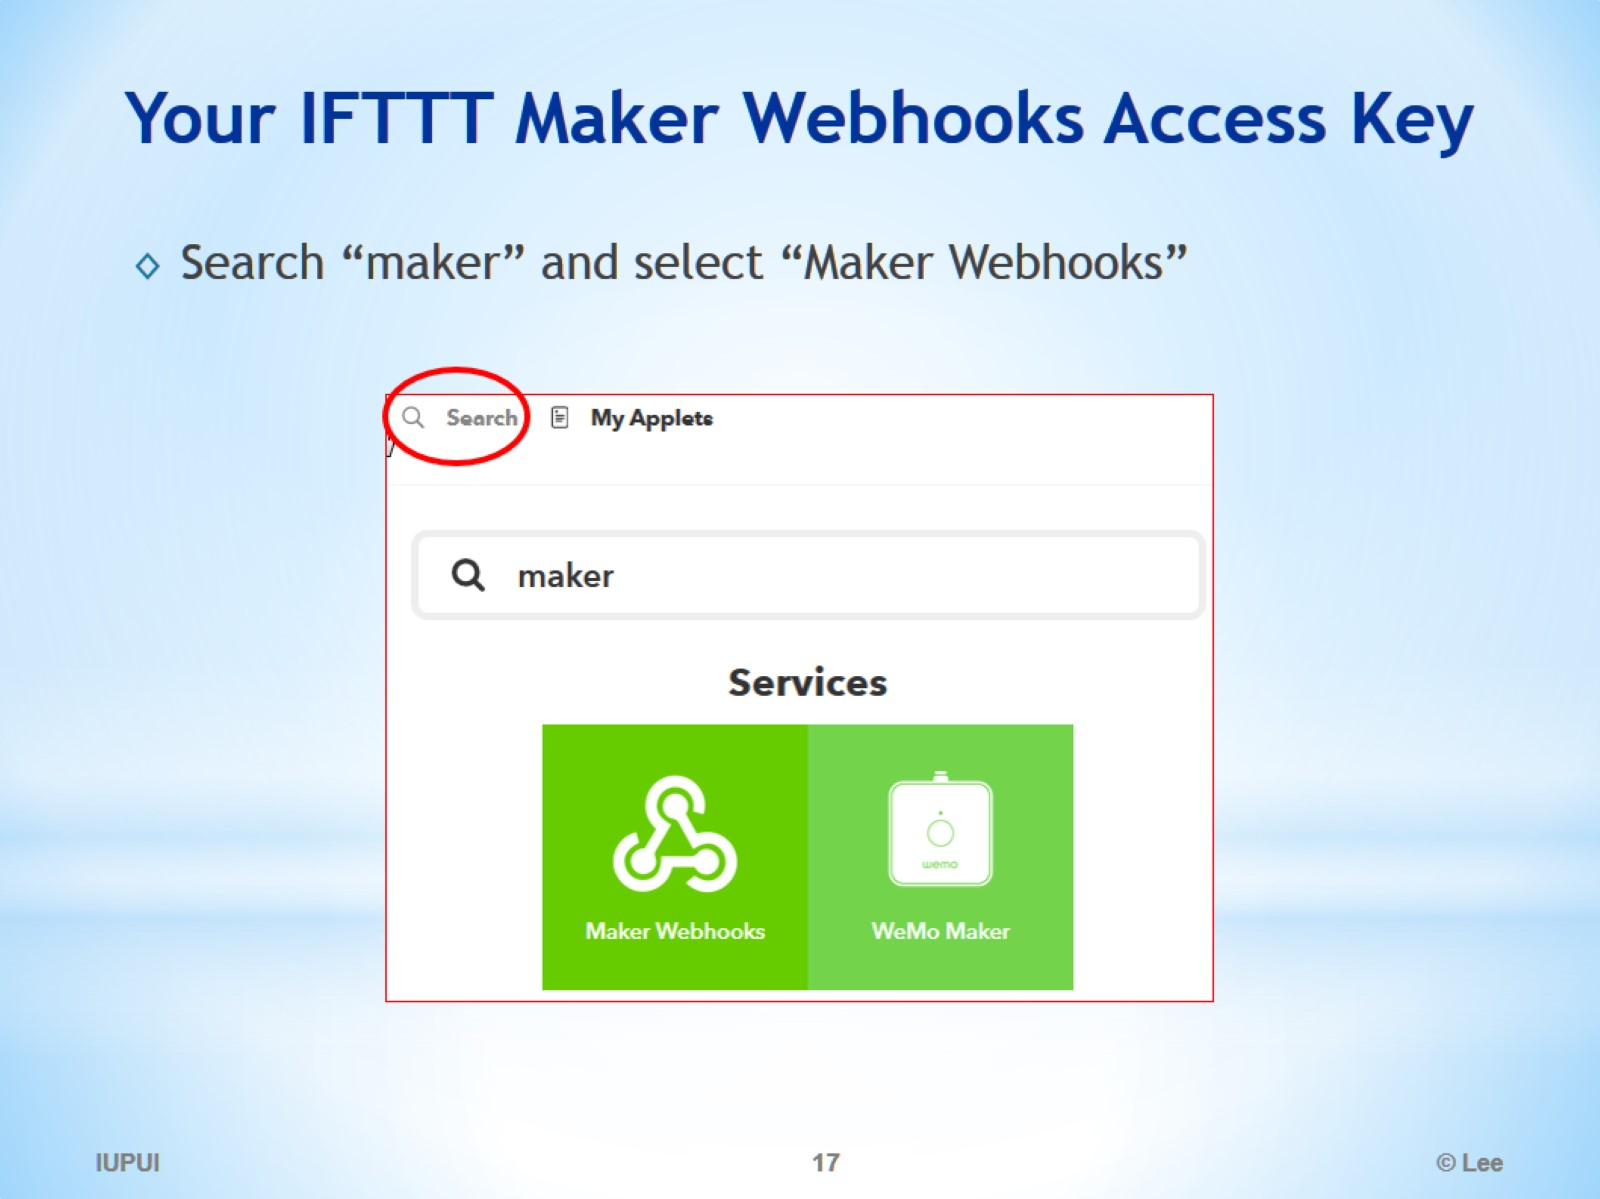 Your IFTTT Maker Webhooks Access Key
◇ Search “maker” and select “Maker Webhooks”
Search My Applets
maker
Services
wemo
Maker Webhooks WeMo Maker
IUPUI 17 © Lee